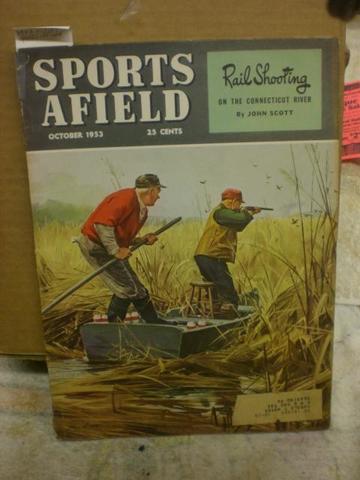 SPORTS
AFIELD
OCTOBER 1953 25 CENTS
Rail Shooting
ON THE CONNECTICUT RIVER
By JOHN SCOTT